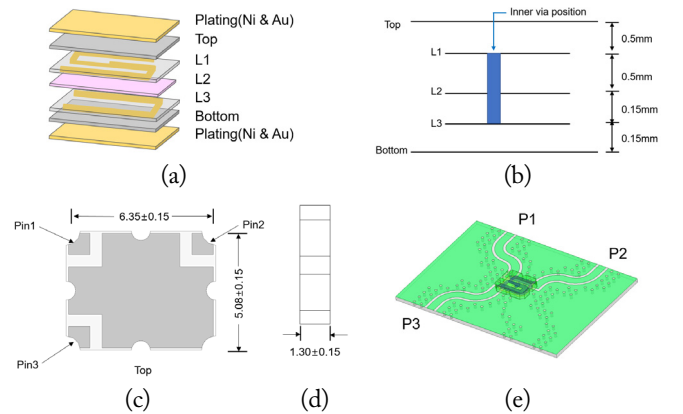 Plating(Ni & Au)
Top
L1
L2
L3
Bottom
Plating(Ni & Au)
(a)
Inner via position
Top
L1
L2
L3
Bottom
0.5mm
0.5mm
0.15mm
0.15mm
(b)
6.35±0.15
Pin1
Pin2
5.08±0.15
Pin3
Top
(c)
1.30±0.15
(d)
P1
P2
P3
(e)